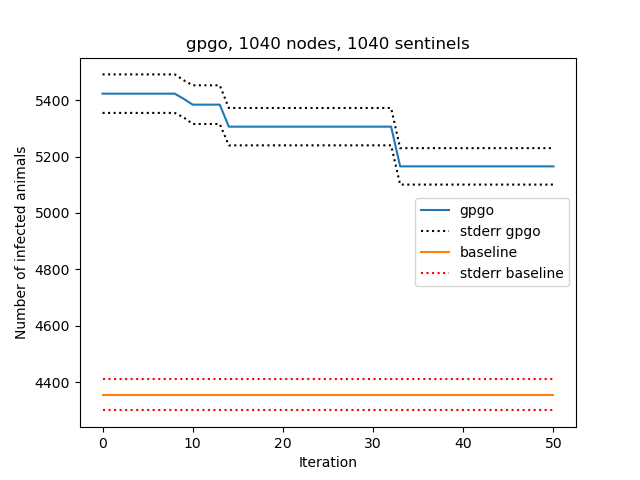 gpgo, 1040 nodes, 1040 sentinels
Number of infected animals
5400
5200
5000
4800
4600
4400
gpgo
stderr gpgo
baseline
stderr baseline
0 10 20 30 40 50
Iteration